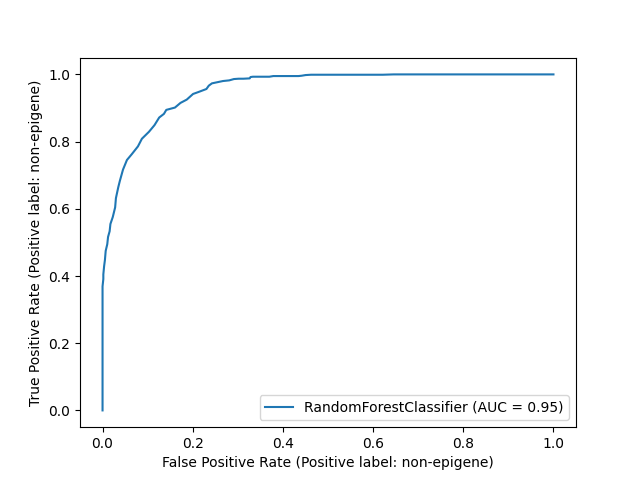 1.0
0.8
0.6
0.4
0.2
0.0
True Positive Rate (Positive label: non-epigene)
RandomForestClassifier (AUC = 0.95)
0.0 0.2 0.4 0.6 0.8 1.0
False Positive Rate (Positive label: non-epigene)